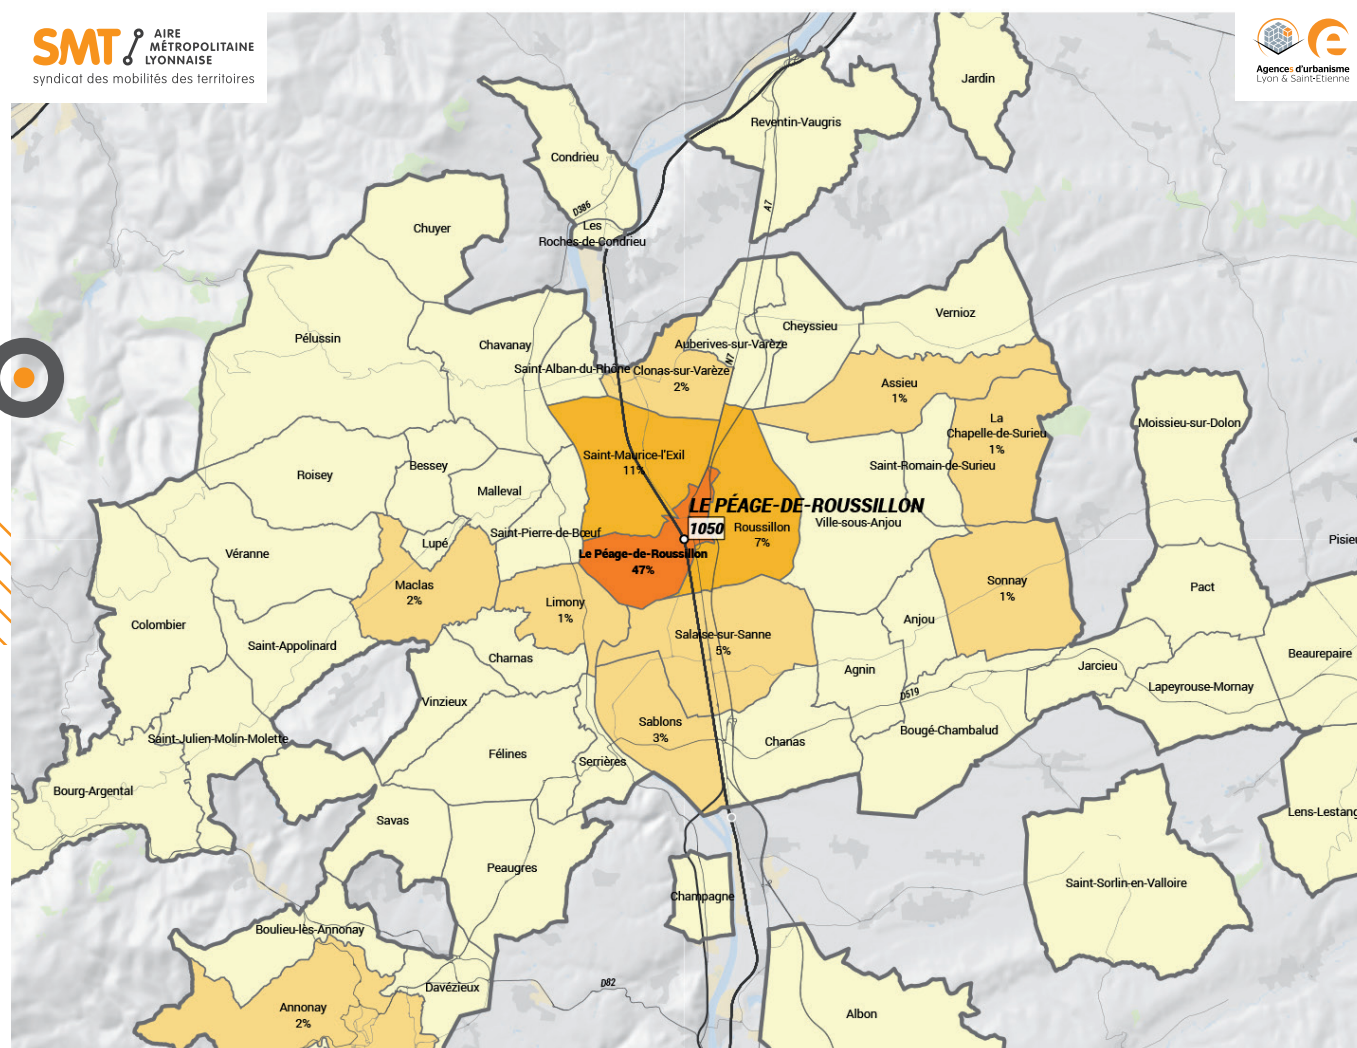 SMT
AIRE
MÉTROPOLITAINE
LYONNAISE
syndicat des mobilités des territoires
Agences d'urbanisme
Lyon & Saint-Etienne
Jardin
Reventin-Vaugris
Condrieu
D386
A7
Chuyer
Les
Roches-de-Condrieu
Vernioz
Cheyssieu
Pélussin
Chavanay
Auberives-sur-Varèze
N7
Saint-Alban-du-Rhône
Clonas-sur-Varèze
2%
Assieu
1%
La
Chapelle-de-Surieu
1%
Moissieu-sur-Dolon
Saint-Maurice-l'Exil
11%
Bessey
Saint-Romain-de-Surieu
Roisey
Malleval
LE PÉAGE-DE-ROUSSILLON
1050
Roussillon
7%
Ville-sous-Anjou
Saint-Pierre-de-Bœuf
Lupé
Véranne
Le Péage-de-Roussillon
47%
Maclas
2%
Sonnay
1%
Pact
Limony
1%
Colombier
Anjou
Salaise-sur-Sanne
5%
Saint-Appolinard
Beaurepaire
Charnas
Agnin
Jarcieu
Lapeyrouse-Mornay
D519
Vinzieux
Sablons
3%
Bougé-Chambalud
Saint-Julien-Molin-Molette
Chanas
Félines
Serrières
Bourg-Argental
Savas
Lens-Lestang
Peaugres
Saint-Sorlin-en-Valloire
Champagne
Boulieu-lès-Annonay
Davézieux
D82
Annonay
2%
Albon